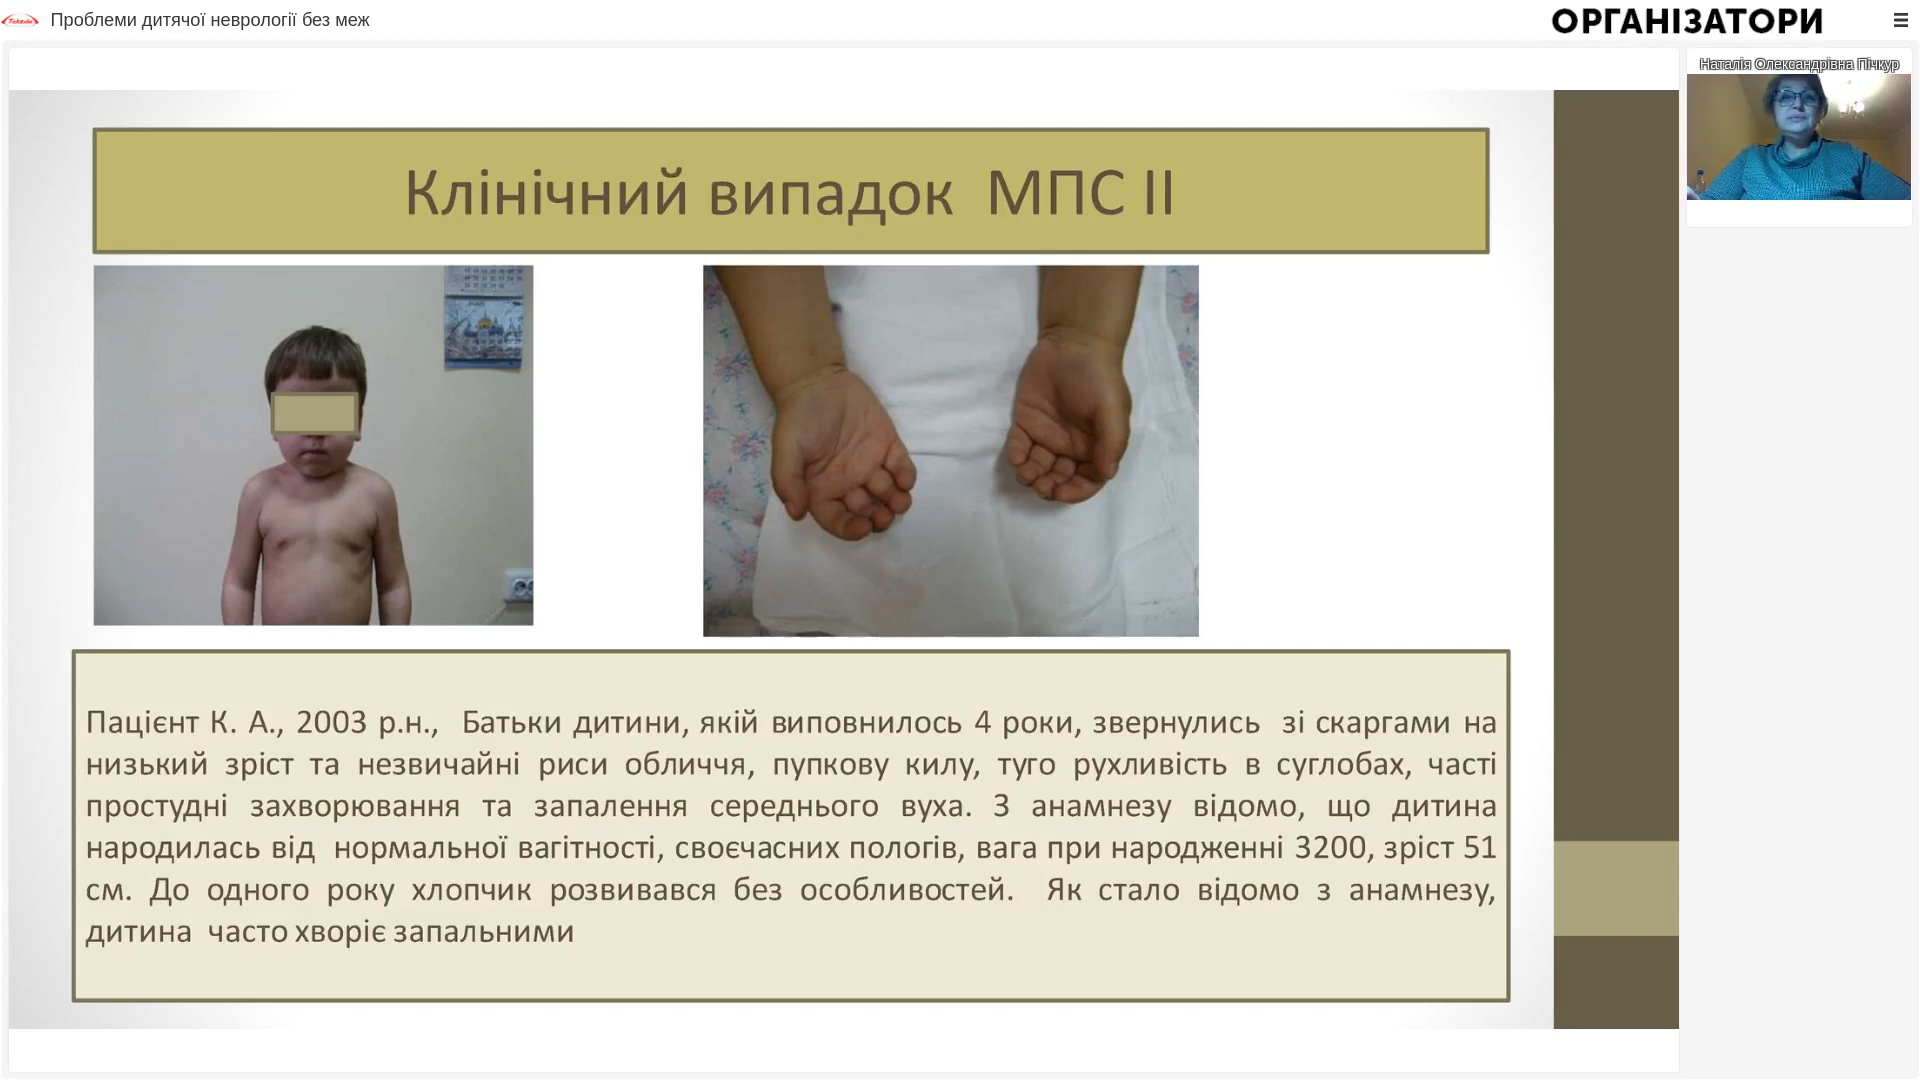 Takeda
Проблеми дитячої неврології без меж
ОРГАНІЗАТОРИ
Наталія Олександрівна Пічкур
Клінічний випадок МПС ІІ
Пацієнт К. А., 2003 р.н., Батьки дитини, якій виповнилось 4 роки, звернулись зі скаргами на
низький зріст та незвичайні риси обличчя, пупкову килу, туго рухливість в суглобах, часті
простудні захворювання та запалення середнього вуха. З анамнезу відомо, що дитина
народилась від нормальної вагітності, своєчасних пологів, вага при народженні 3200, зріст 51
см. До одного року хлопчик розвивався без особливостей. Як стало відомо з анамнезу,
дитина часто хворіє запальними